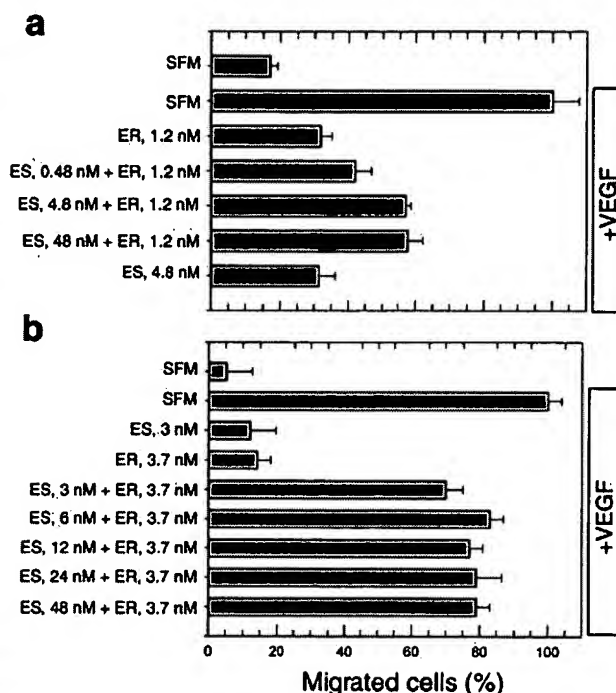 a
SFM
SFM
ER, 1.2 nM
ES, 0.48 nM + ER, 1.2 nM
ES, 4.8 nM + ER, 1.2 nM
ES, 48 nM + ER, 1.2 nM
ES, 4.8 nM
+VEGF
b
SFM
SFM
ES, 3 nM
ER, 3.7 nM
ES, 3 nM + ER, 3.7 nM
ES, 6 nM + ER, 3.7 nM
ES, 12 nM + ER, 3.7 nM
ES, 24 nM + ER, 3.7 nM
ES, 48 nM + ER, 3.7 nM
+VEGF
0 20 40 60 80 100
Migrated cells (%)